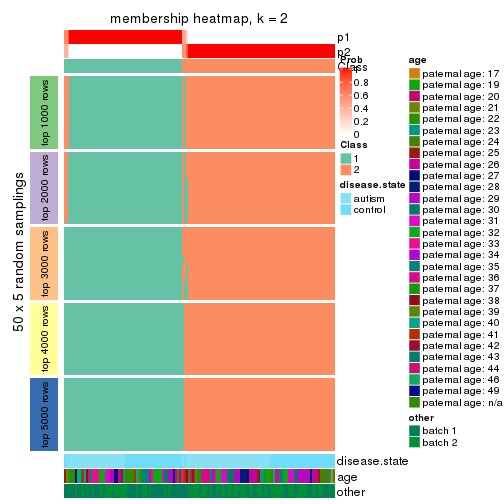 membership heatmap, k = 2
p1
p2
Class
50 x 5 random samplings
top 1000 rows
top 2000 rows
top 3000 rows
top 4000 rows
top 5000 rows
disease.state
age
other
Prob
1
0.8
0.6
0.4
0.2
0
Class
1
2
disease.state
autism
control
age
paternal age: 17
paternal age: 19
paternal age: 20
paternal age: 21
paternal age: 22
paternal age: 23
paternal age: 24
paternal age: 25
paternal age: 26
paternal age: 27
paternal age: 28
paternal age: 29
paternal age: 30
paternal age: 31
paternal age: 32
paternal age: 33
paternal age: 34
paternal age: 35
paternal age: 36
paternal age: 37
paternal age: 38
paternal age: 39
paternal age: 40
paternal age: 41
paternal age: 42
paternal age: 43
paternal age: 44
paternal age: 46
paternal age: 49
paternal age: n/a
other
batch 1
batch 2